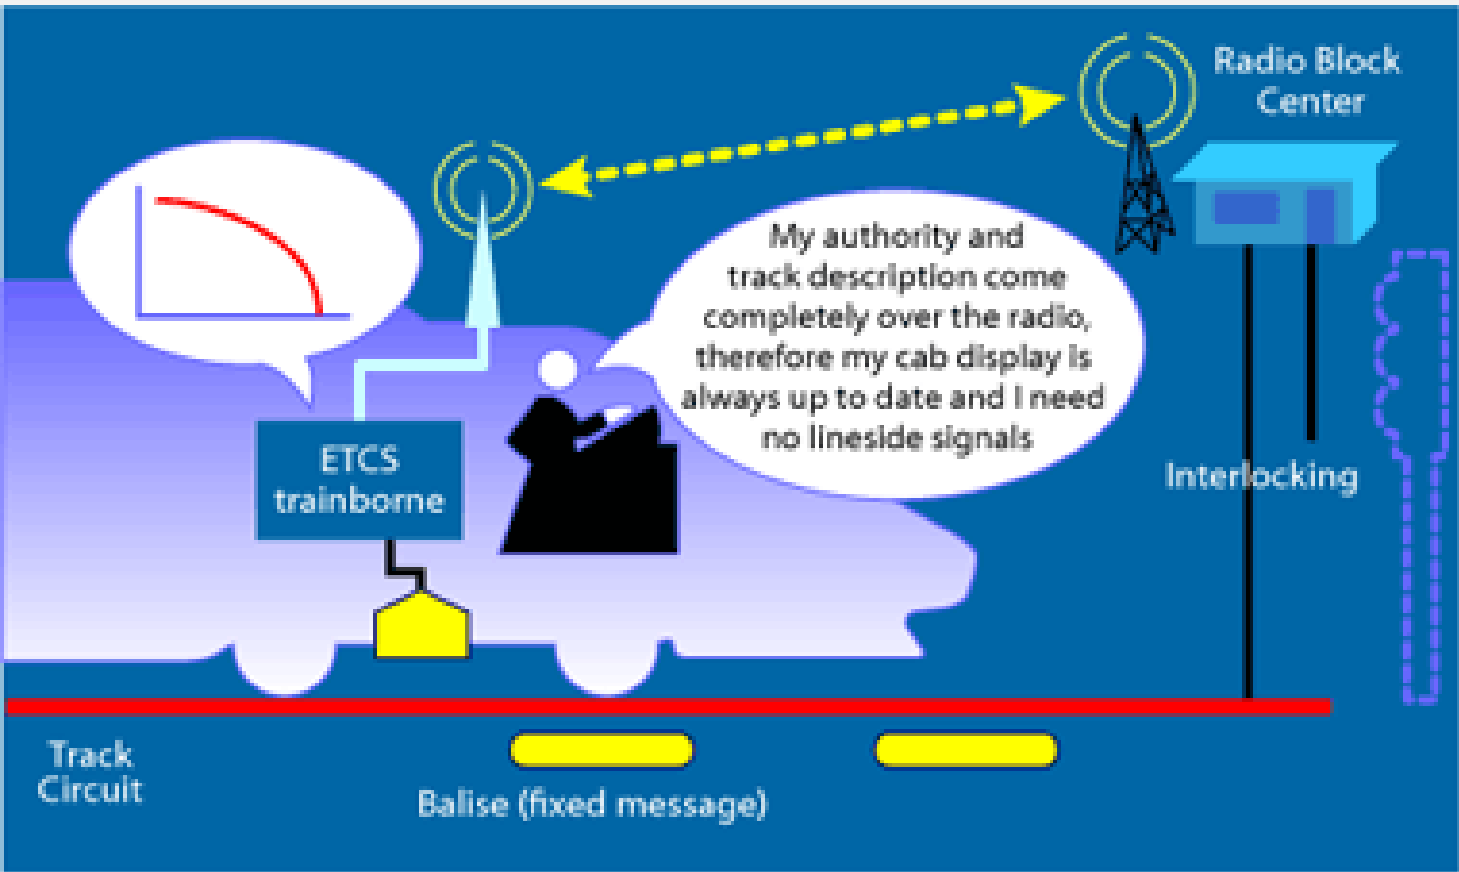 Radio Block
Center
My authority and
track description come
completely over the radio,
therefore my cab display is
always up to date and I need
no lineside signals
ETCS
trainborne
Interlocking
Track
Circuit
Balise (fixed message)